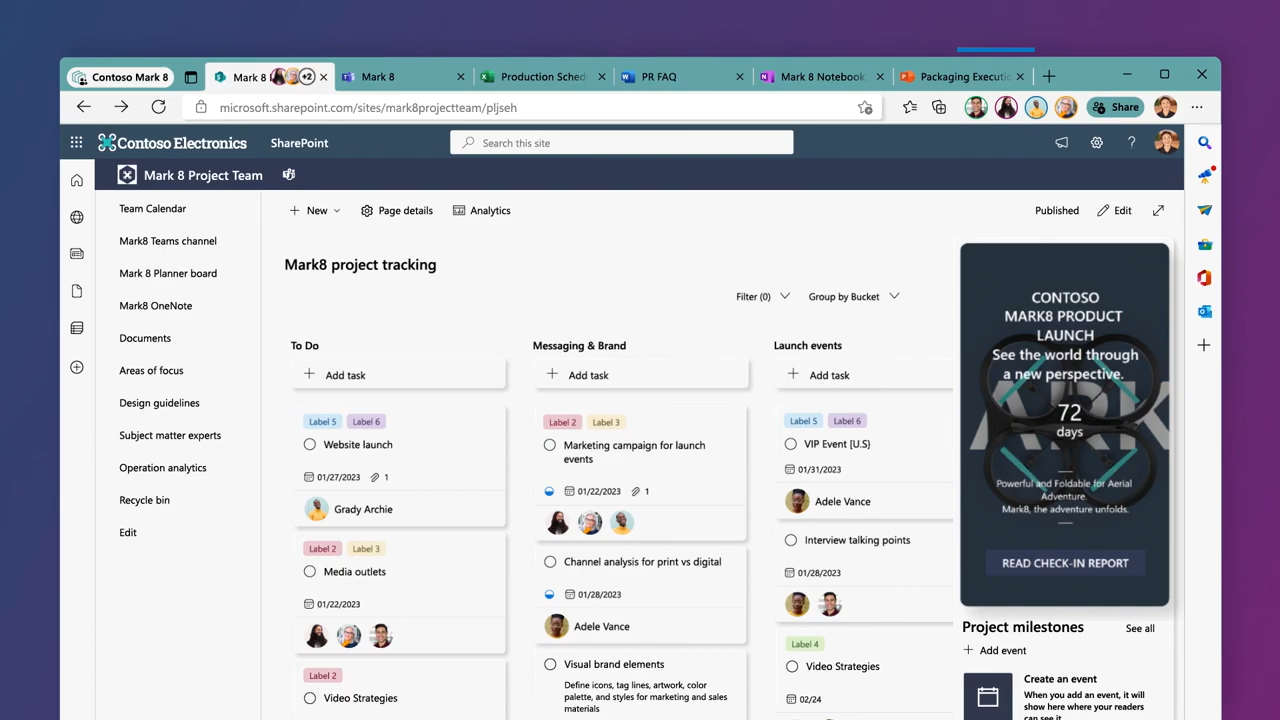 Contoso Mark 8
Mark 8
+2
Mark 8
Production Sched
PR FAQ
Mark 8 Notebook
Packaging Executio
microsoft.sharepoint.com/sites/mark8projectteam/pljseh
Share
Contoso Electronics
SharePoint
Search this site
Mark 8 Project Team
Team Calendar
Mark8 Teams channel
Mark 8 Planner board
Mark8 OneNote
Documents
Areas of focus
Design guidelines
Subject matter experts
Operation analytics
Recycle bin
Edit
New
Page details
Analytics
Published
Edit
Mark8 project tracking
Filter (0)
Group by Bucket
To Do
Add task
Label 5 Label 6
Website launch
01/27/2023 1
Grady Archie
Label 2 Label 3
Media outlets
01/22/2023
Label 2
Video Strategies
Messaging & Brand
Add task
Label 2 Label 3
Marketing campaign for launch
events
01/22/2023 1
Channel analysis for print vs digital
01/28/2023
Adele Vance
Visual brand elements
Define icons, tag lines, artwork, color
palette, and styles for marketing and sales
materials
Launch events
Add task
Label 5 Label 6
VIP Event [U.S}
01/31/2023
Adele Vance
Interview talking points
01/28/2023
Label 4
Video Strategies
02/24
CONTOSO
MARK8 PRODUCT
LAUNCH
See the world through
a new perspective.
ARK
72
days
Powerful and Foldable for Aerial
Adventure.
Mark8, the adventure unfolds.
READ CHECK-IN REPORT
Project milestones
See all
Add event
Create an event
When you add an event, it will
show here where your readers
can see it.